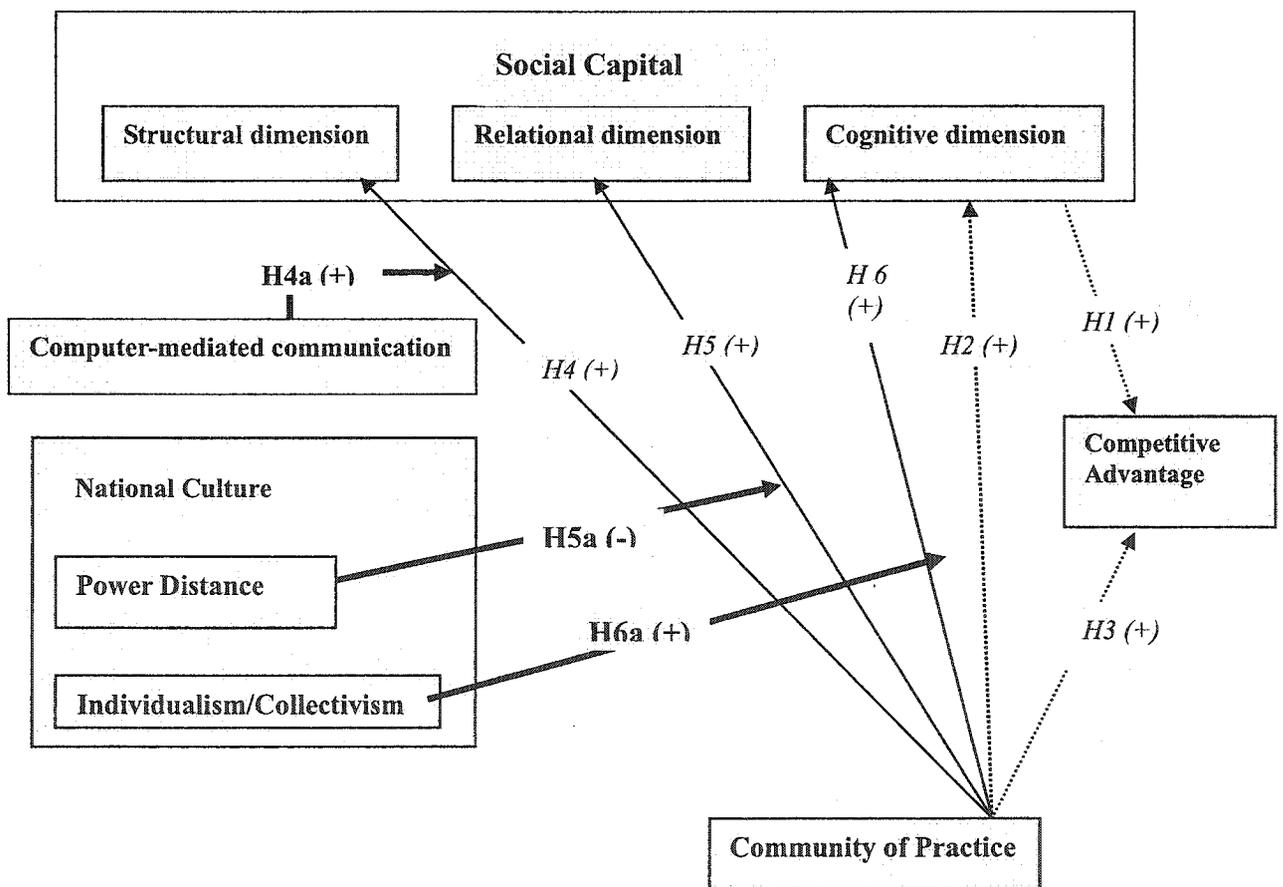 Social Capital
Structural dimension
Relational dimension
Cognitive dimension
H4a (+)
H 6
(+)
H1 (+)
Computer-mediated communication
H5 (+)
H2 (+)
H4 (+)
Competitive
Advantage
National Culture
H5a (-)
Power Distance
H6a (+)
H3 (+)
Individualism/Collectivism
Community of Practice